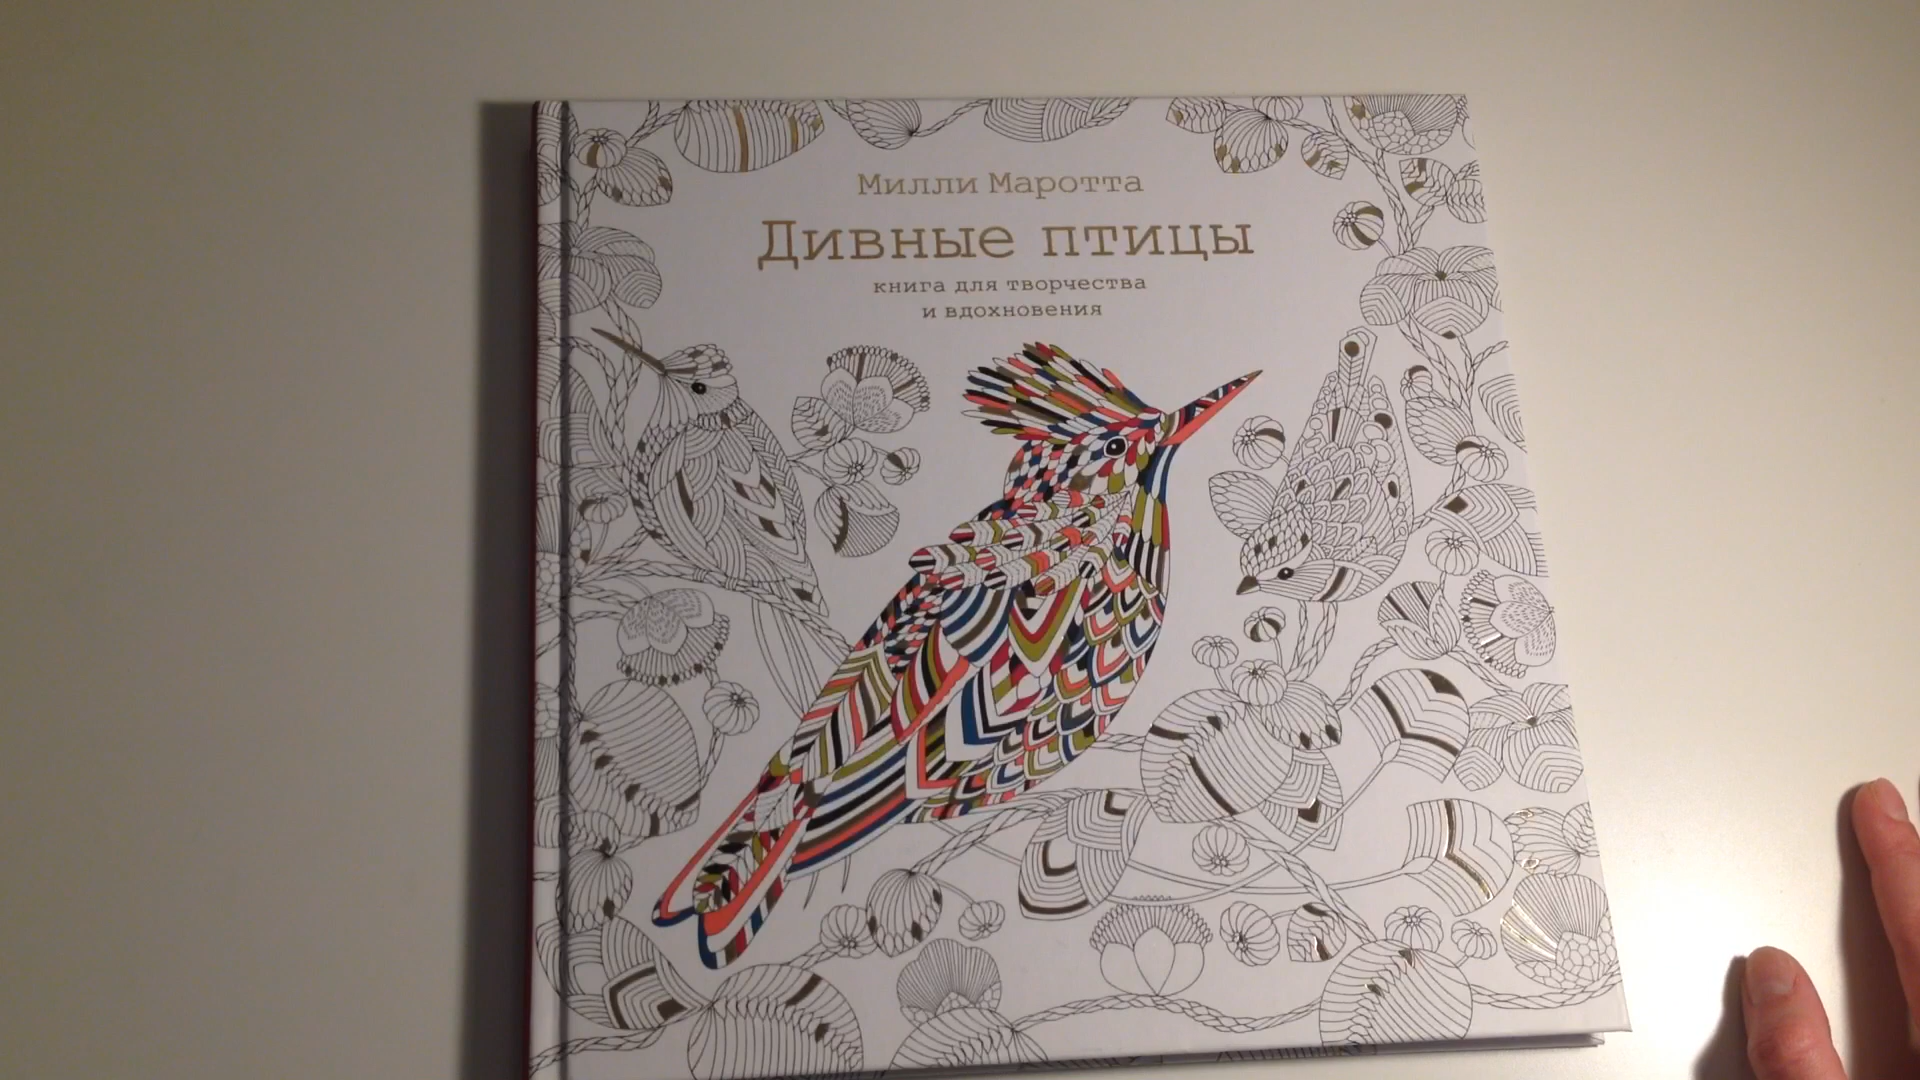 Милли Маротта
Дивные птицы
книга для творчества
и вдохновения